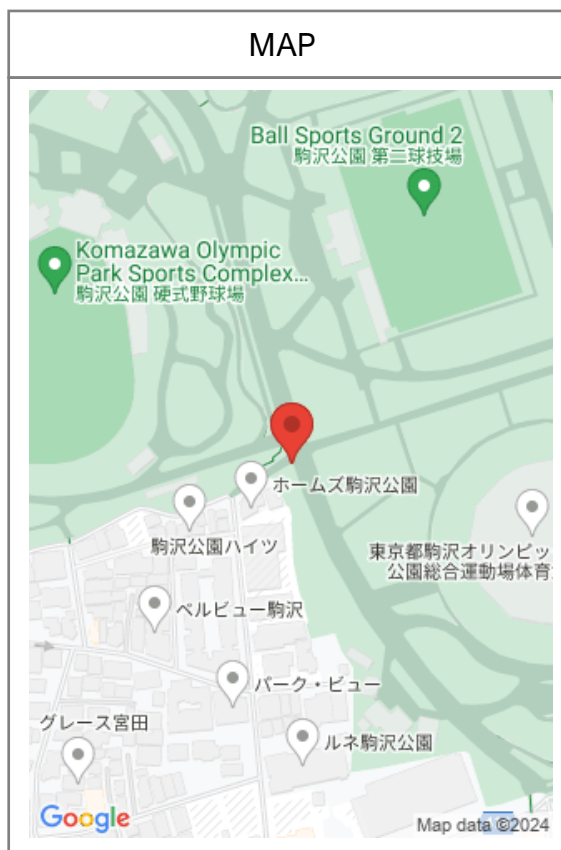 MAP
Ball Sports Ground 2
駒沢公園 第二球技場
Komazawa Olympic
Park Sports Complex...
駒沢公園 硬式野球場
ホームズ駒沢公園
駒沢公園ハイツ
東京都駒沢オリンピッ
公園総合運動場体育
ベルビュー駒沢
パーク・ビュー
グレース宮田
ルネ駒沢公園
Google
Map data ©2024